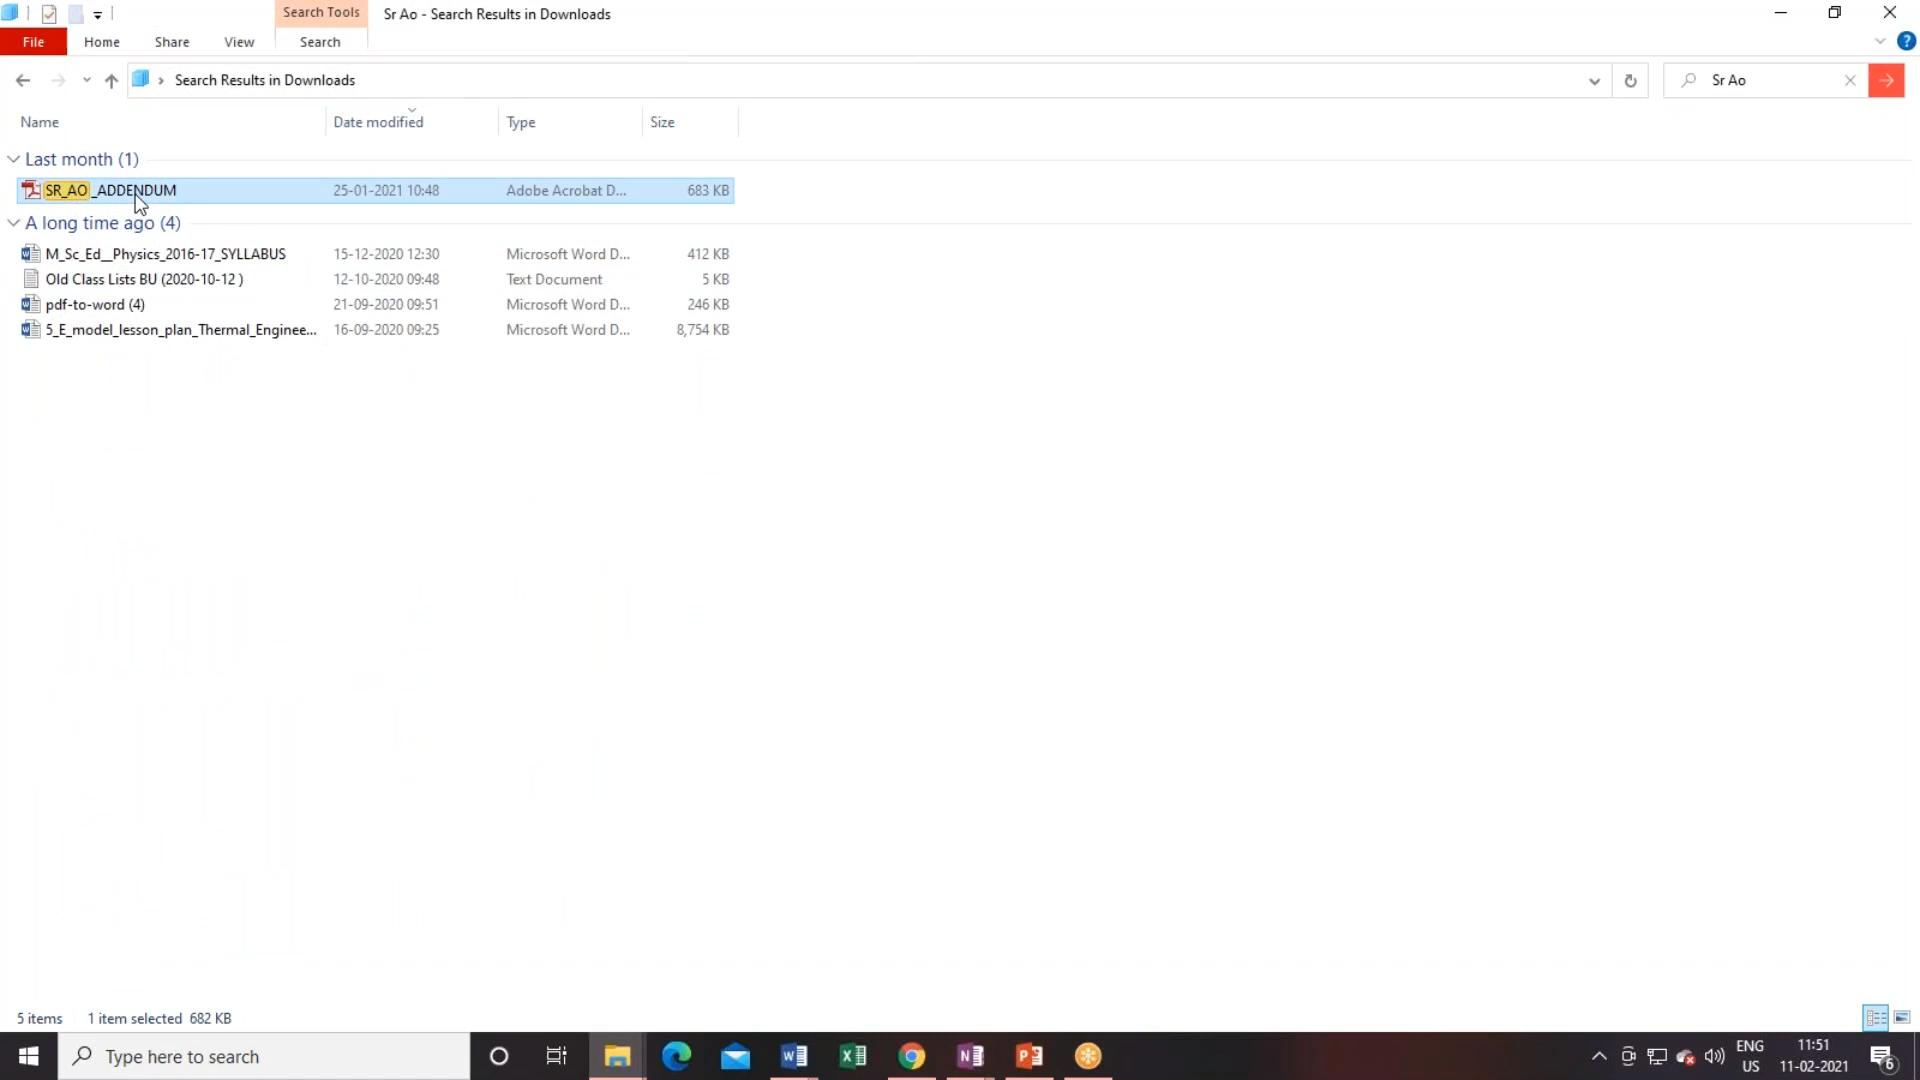 Search Tools
Sr Ao - Search Results in Downloads
File
Home
Share
View
Search
Search Results in Downloads
Sr Ao
Name
Date modified
Type
Size
Last month (1)
SR_AO_ADDENDUM 25-01-2021 10:48 Adobe Acrobat D... 683 KB
A long time ago (4)
M_Sc_Ed__Physics_2016-17_SYLLABUS 15-12-2020 12:30 Microsoft Word D... 412 KB
Old Class Lists BU (2020-10-12 ) 12-10-2020 09:48 Text Document 5 KB
pdf-to-word (4) 21-09-2020 09:51 Microsoft Word D... 246 KB
5_E_model_lesson_plan_Thermal_Enginee... 16-09-2020 09:25 Microsoft Word D... 8,754 KB
5 items 1 item selected 682 KB
Type here to search
ENG
US
11:51
11-02-2021
6